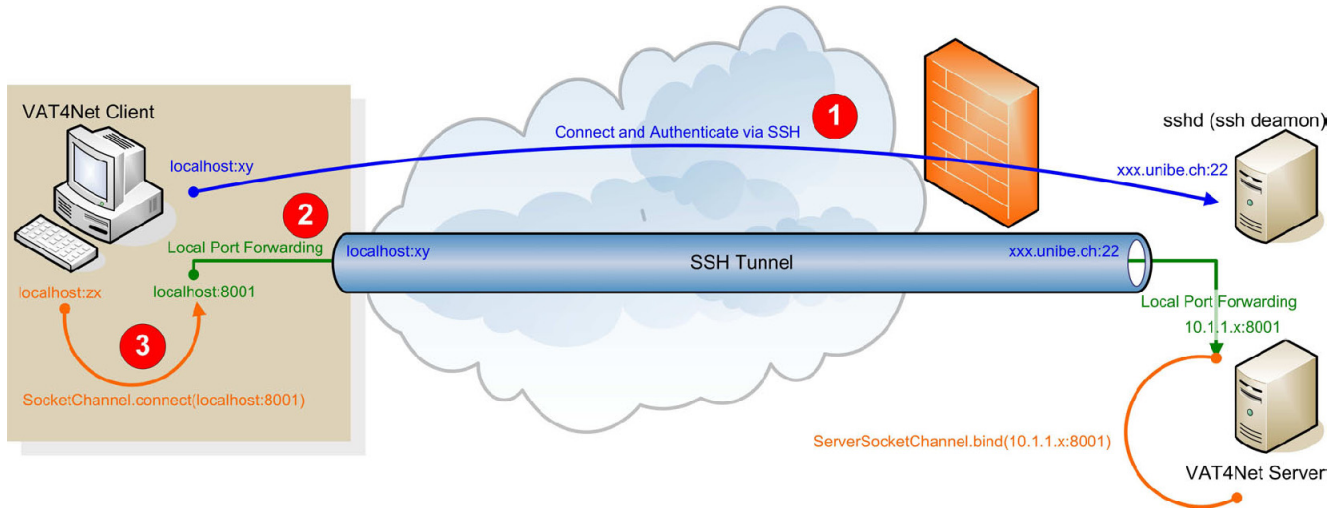 VAT4Net Client
1
Connect and Authenticate via SSH
sshd (ssh deamon)
localhost:xy
xxx.unibe.ch:22
2
Local Port Forwarding
localhost:xy
SSH Tunnel
xxx.unibe.ch:22
localhost:zx
localhost:8001
Local Port Forwarding
10.1.1.x:8001
3
SocketChannel.connect(localhost:8001)
ServerSocketChannel.bind(10.1.1.x:8001)
VAT4Net Server